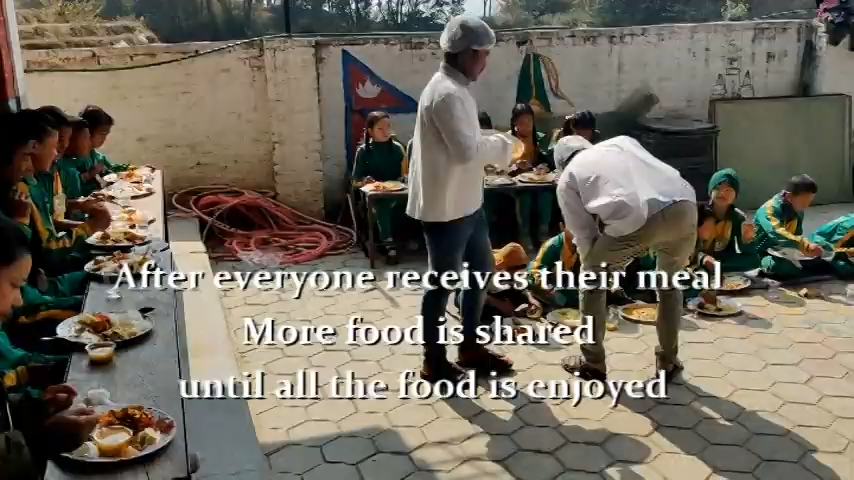 After everyone receives their meal
More food is shared
until all the food is enjoyed